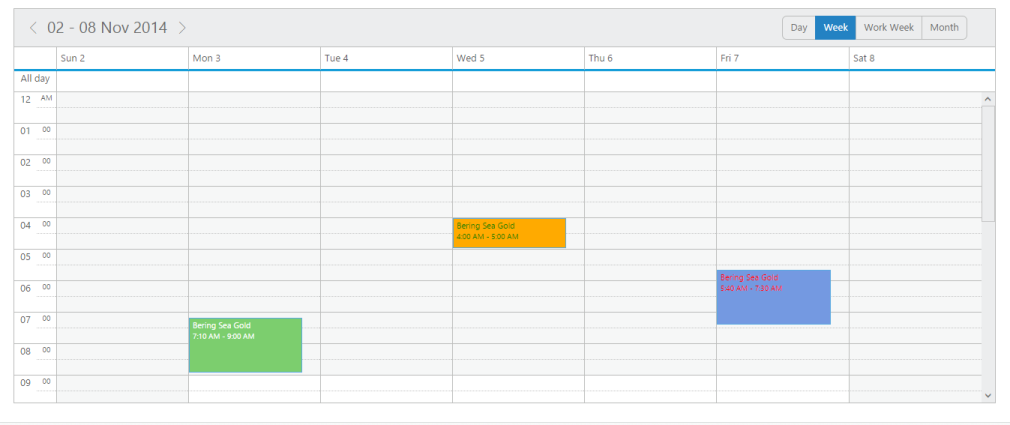 02 - 08 Nov 2014
Day Week Work Week Month
Sun 2 Mon 3 Tue 4 Wed 5 Thu 6 Fri 7 Sat 8
All day
12 AM
01 00
02 00
03 00
04 00
Bering Sea Gold
4:00 AM - 5:00 AM
05 00
Bering Sea Gold
5:40 AM - 7:30 AM
06 00
07 00
Bering Sea Gold
7:10 AM - 9:00 AM
08 00
09 00